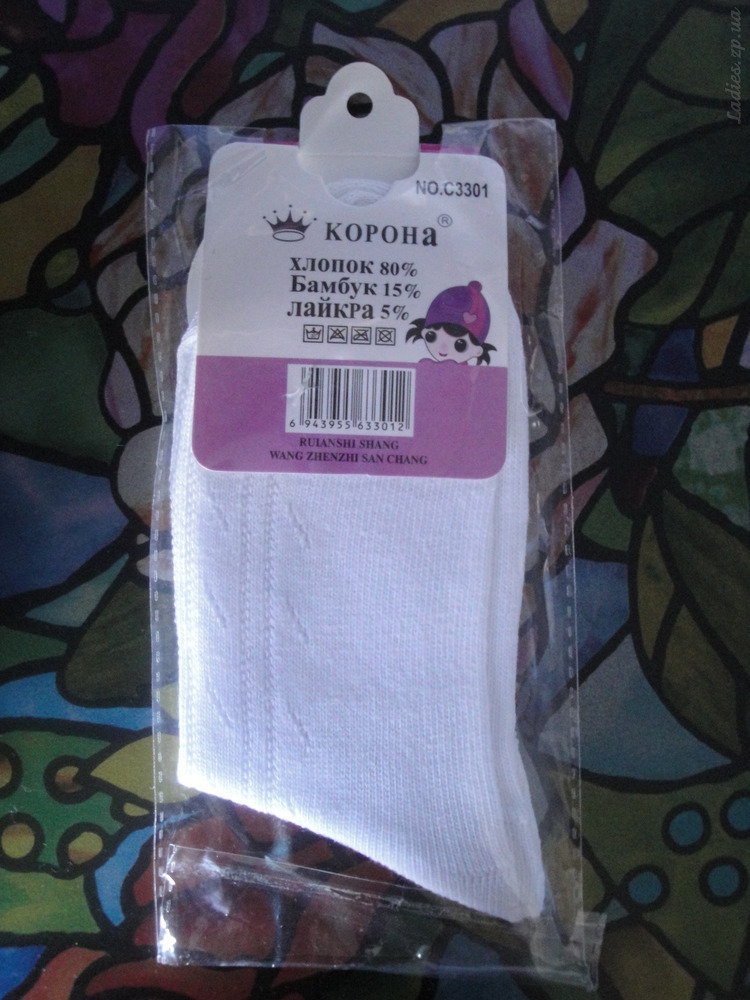 Ladies.zp.ua
NO.C3301
КОРОНа®
хлопок 80%
Бамбук 15%
лайкра 5%
6 943955 633012
RUIANSHI SHANG
WANG ZHENZHI SAN CHANG